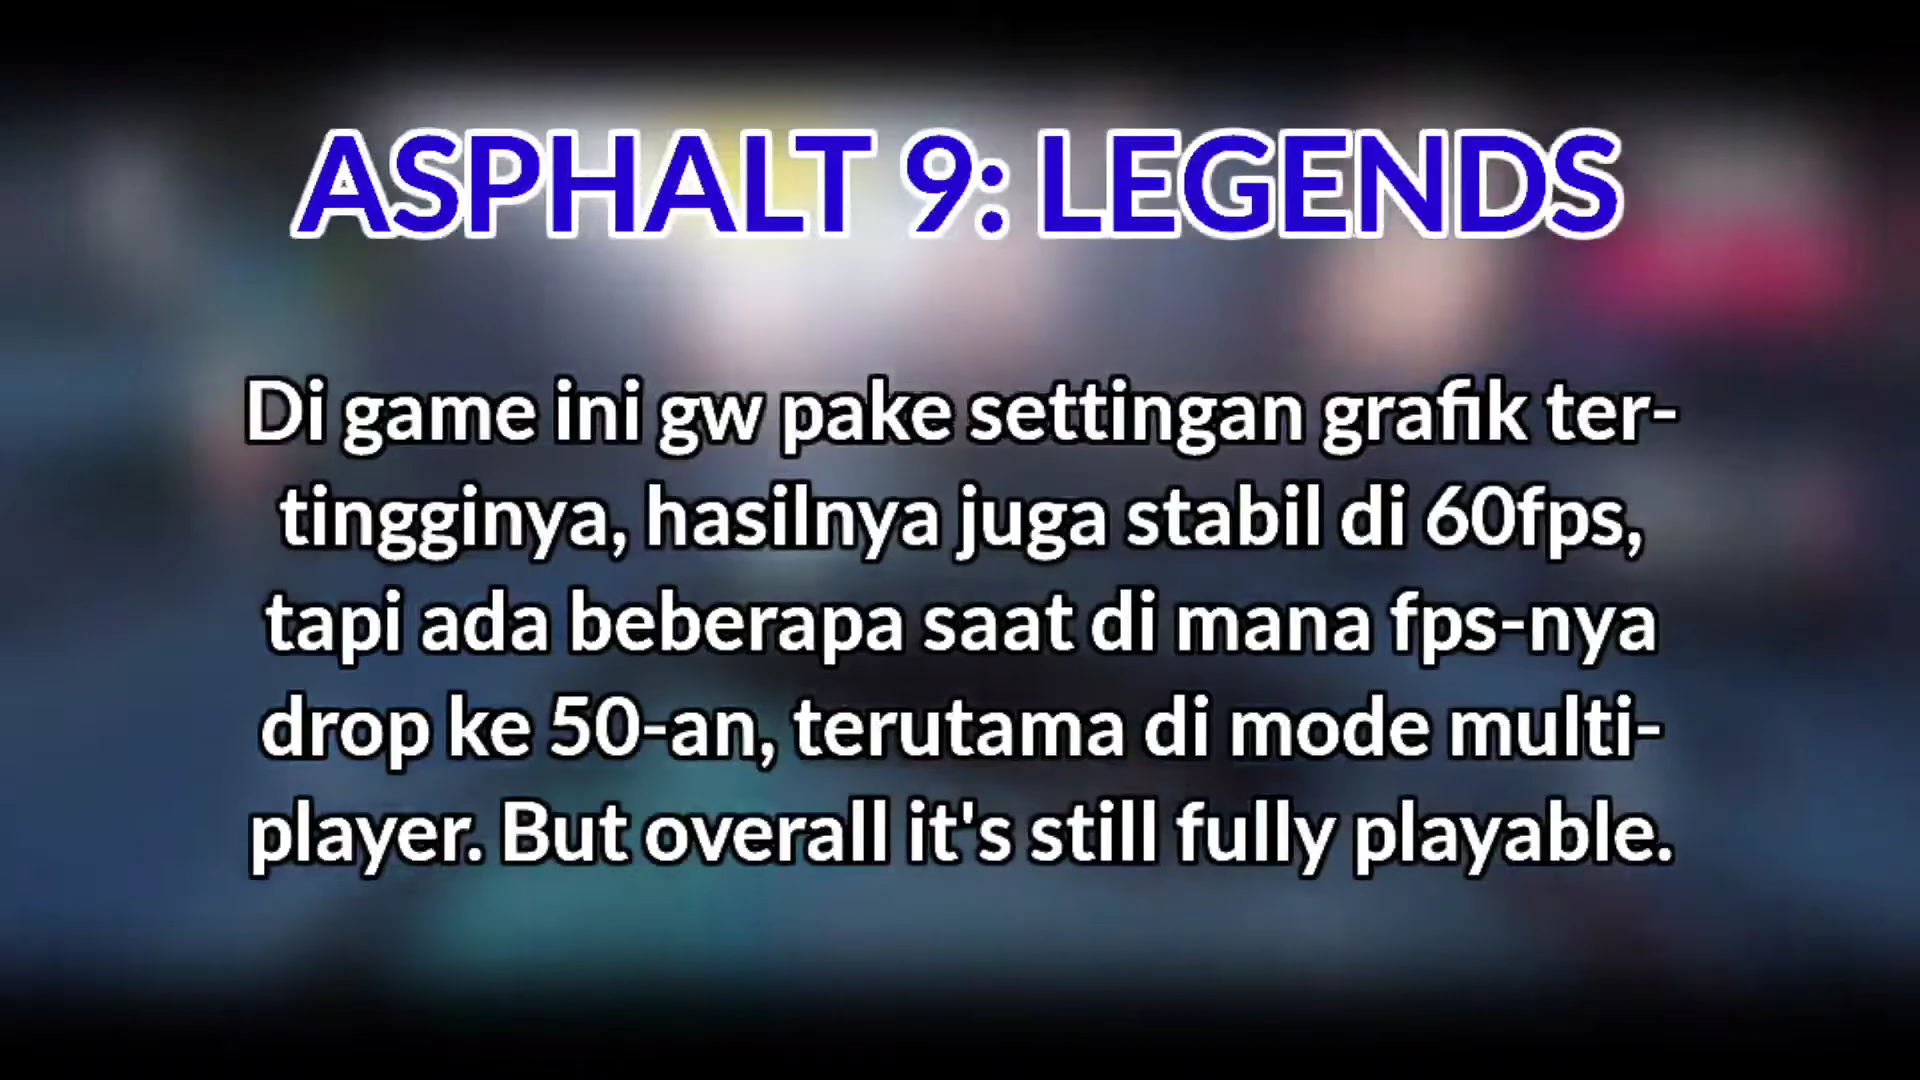 ASPHALT 9: LEGENDS
Di game ini gw pake settingan grafik ter-
tingginya, hasilnya juga stabil di 60fps,
tapi ada beberapa saat di mana fps-nya
drop ke 50-an, terutama di mode multi-
player. But overall it's still fully playable.